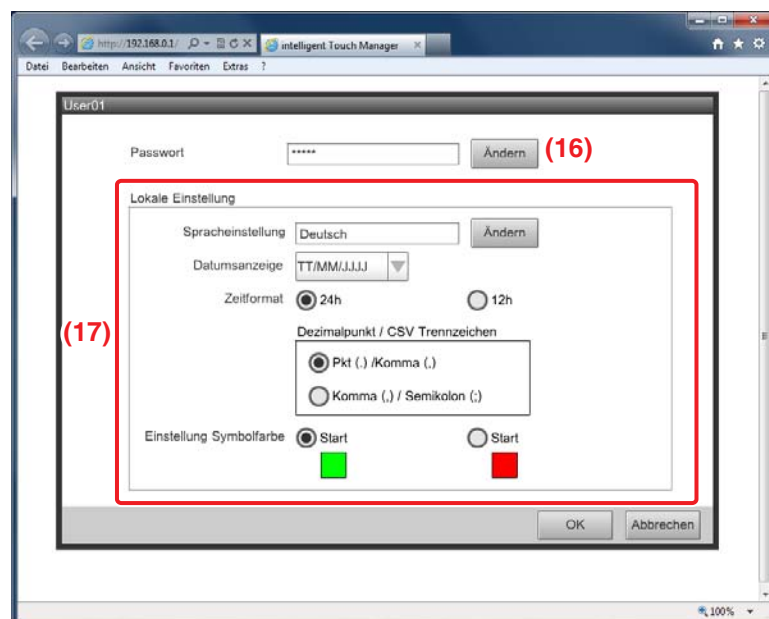 http://192.168.0.1/
intelligent Touch Manager
Datei Bearbeiten Ansicht Favoriten Extras ?
User01
Passwort ***** Ändern (16)
Lokale Einstellung
Spracheinstellung Deutsch Ändern
Datumsanzeige TT/MM/JJJJ
Zeitformat 24h 12h
(17)
Dezimalpunkt / CSV Trennzeichen
Pkt (.) /Komma (,)
Komma (,) / Semikolon (;)
Einstellung Symbolfarbe Start Start
OK Abbrechen
100%